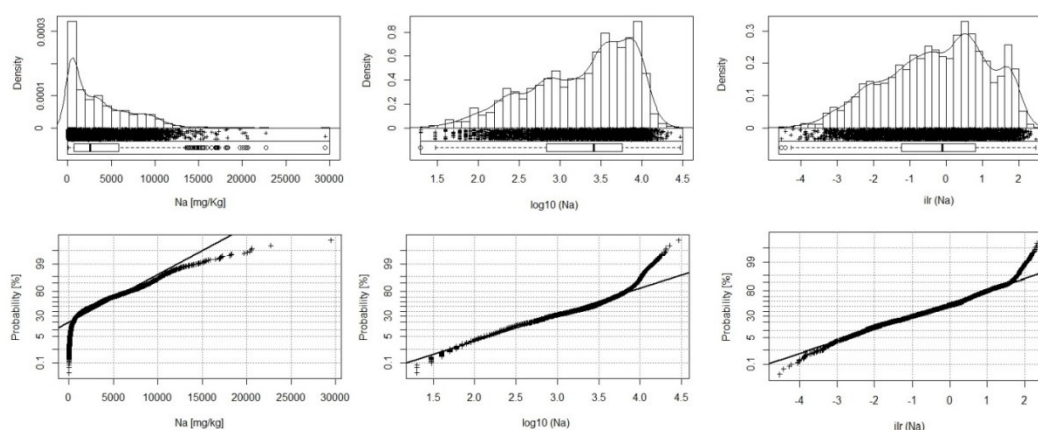 Density
0.0003
0.0001
0
0 5000 10000 15000 20000 25000 30000
Na [mg/Kg]
Density
0.8
0.6
0.4
0.2
0
1.5 2.0 2.5 3.0 3.5 4.0 4.5
log10 (Na)
Density
0.3
0.2
0.1
0
-4 -3 -2 -1 0 1 2
ilr (Na)
Probability [%]
99
80
30
5
0.1
0 5000 10000 15000 20000 25000 30000
Na [mg/kg]
Probability [%]
99
80
30
5
0.1
1.0 1.5 2.0 2.5 3.0 3.5 4.0 4.5
log10 (Na)
Probability [%]
99
80
30
5
0.1
-4 -3 -2 -1 0 1 2
ilr (Na)